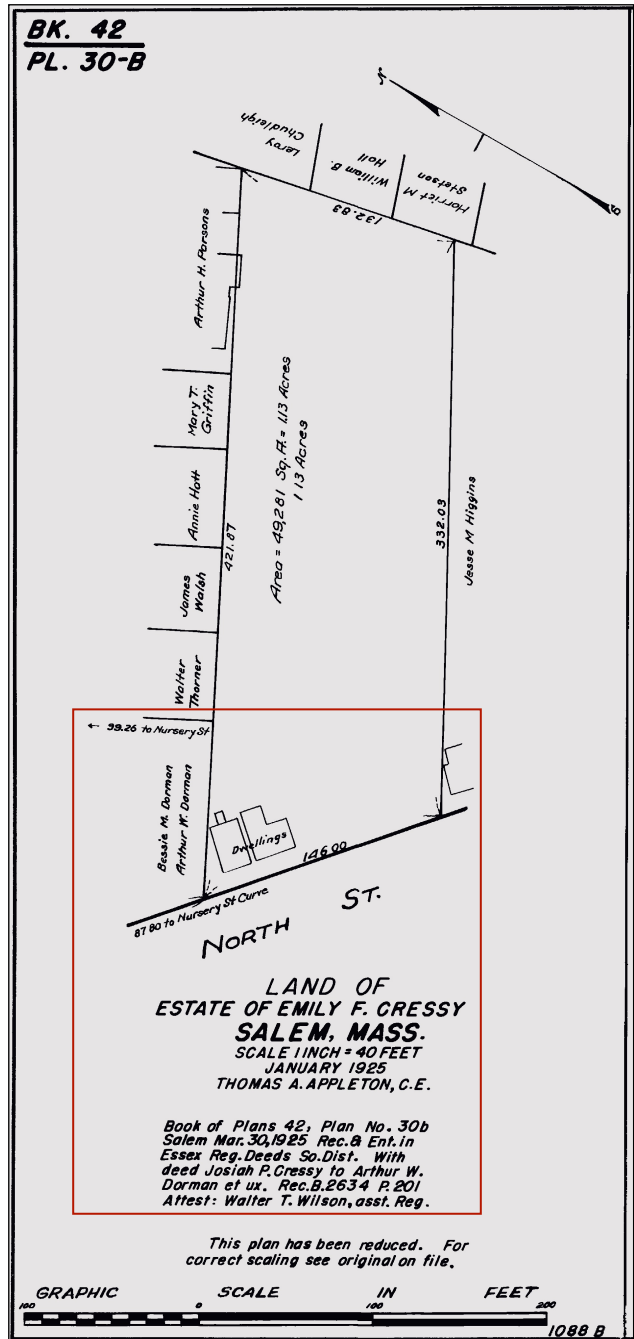 BK. 42
PL. 30-B
N
S
Leroy
Chudleigh
William B.
Hall
Harriet M
Stetson
132.83
Arthur H. Parsons
Mary T.
Griffin
Annie Hatt
James
Walsh
Walter
Thorner
421.87
Area = 49,281 Sq.Ft. = 1.13 Acres
1.13 Acres
332.03
Jesse M Higgins
← 99.26 to Nursery St
Bessie M. Dorman
Arthur W. Dorman
Dwellings
146.00
87.80 to Nursery St Curve
NORTH ST.
LAND OF
ESTATE OF EMILY F. CRESSY
SALEM, MASS.
SCALE 1 INCH = 40 FEET
JANUARY 1925
THOMAS A. APPLETON, C.E.
Book of Plans 42, Plan No. 30b
Salem Mar. 30, 1925 Rec. & Ent. in
Essex Reg. Deeds So. Dist. With
deed Josiah P. Cressy to Arthur W.
Dorman et ux. Rec. B. 2634 P. 201
Attest: Walter T. Wilson, asst. Reg.
This plan has been reduced. For
correct scaling see original on file.
GRAPHIC SCALE IN FEET
100 0 100 200
1088 B